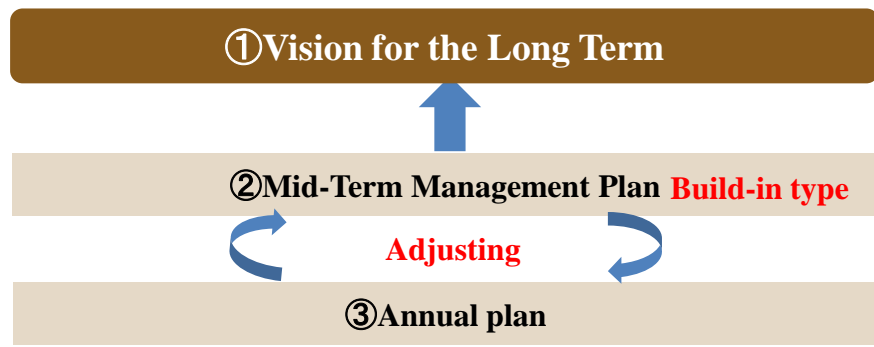 ①Vision for the Long Term
②Mid-Term Management Plan Build-in type
Adjusting
③Annual plan